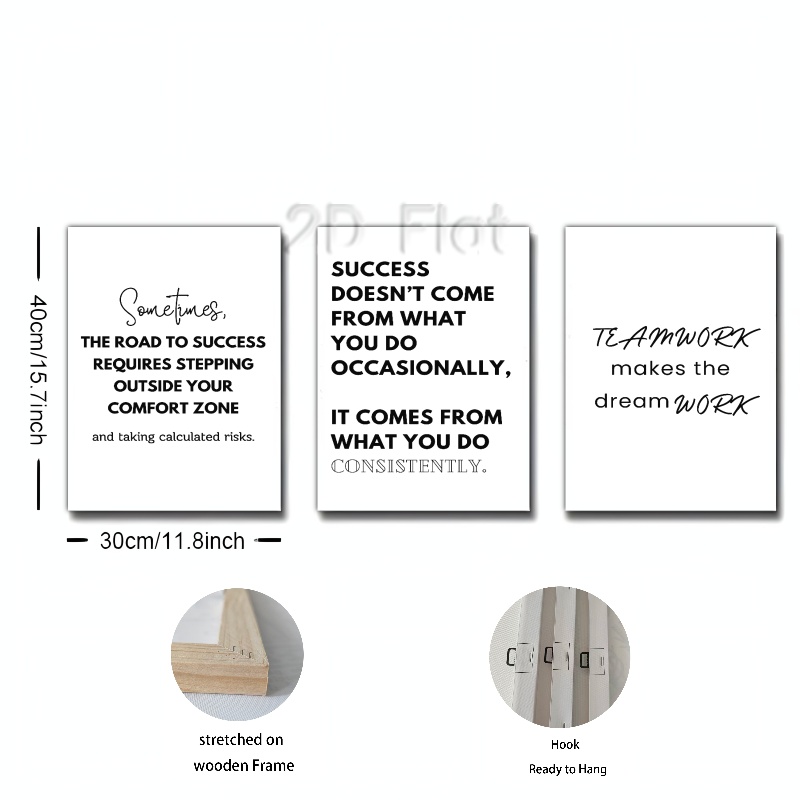 2D Flat
40cm/15.7inch
Sometimes,
THE ROAD TO SUCCESS
REQUIRES STEPPING
OUTSIDE YOUR
COMFORT ZONE
and taking calculated risks.
SUCCESS
DOESN'T COME
FROM WHAT
YOU DO
OCCASIONALLY,
IT COMES FROM
WHAT YOU DO
CONSISTENTLY.
TEAMWORK
makes the
dream WORK
30cm/11.8inch
stretched on
wooden Frame
Hook
Ready to Hang